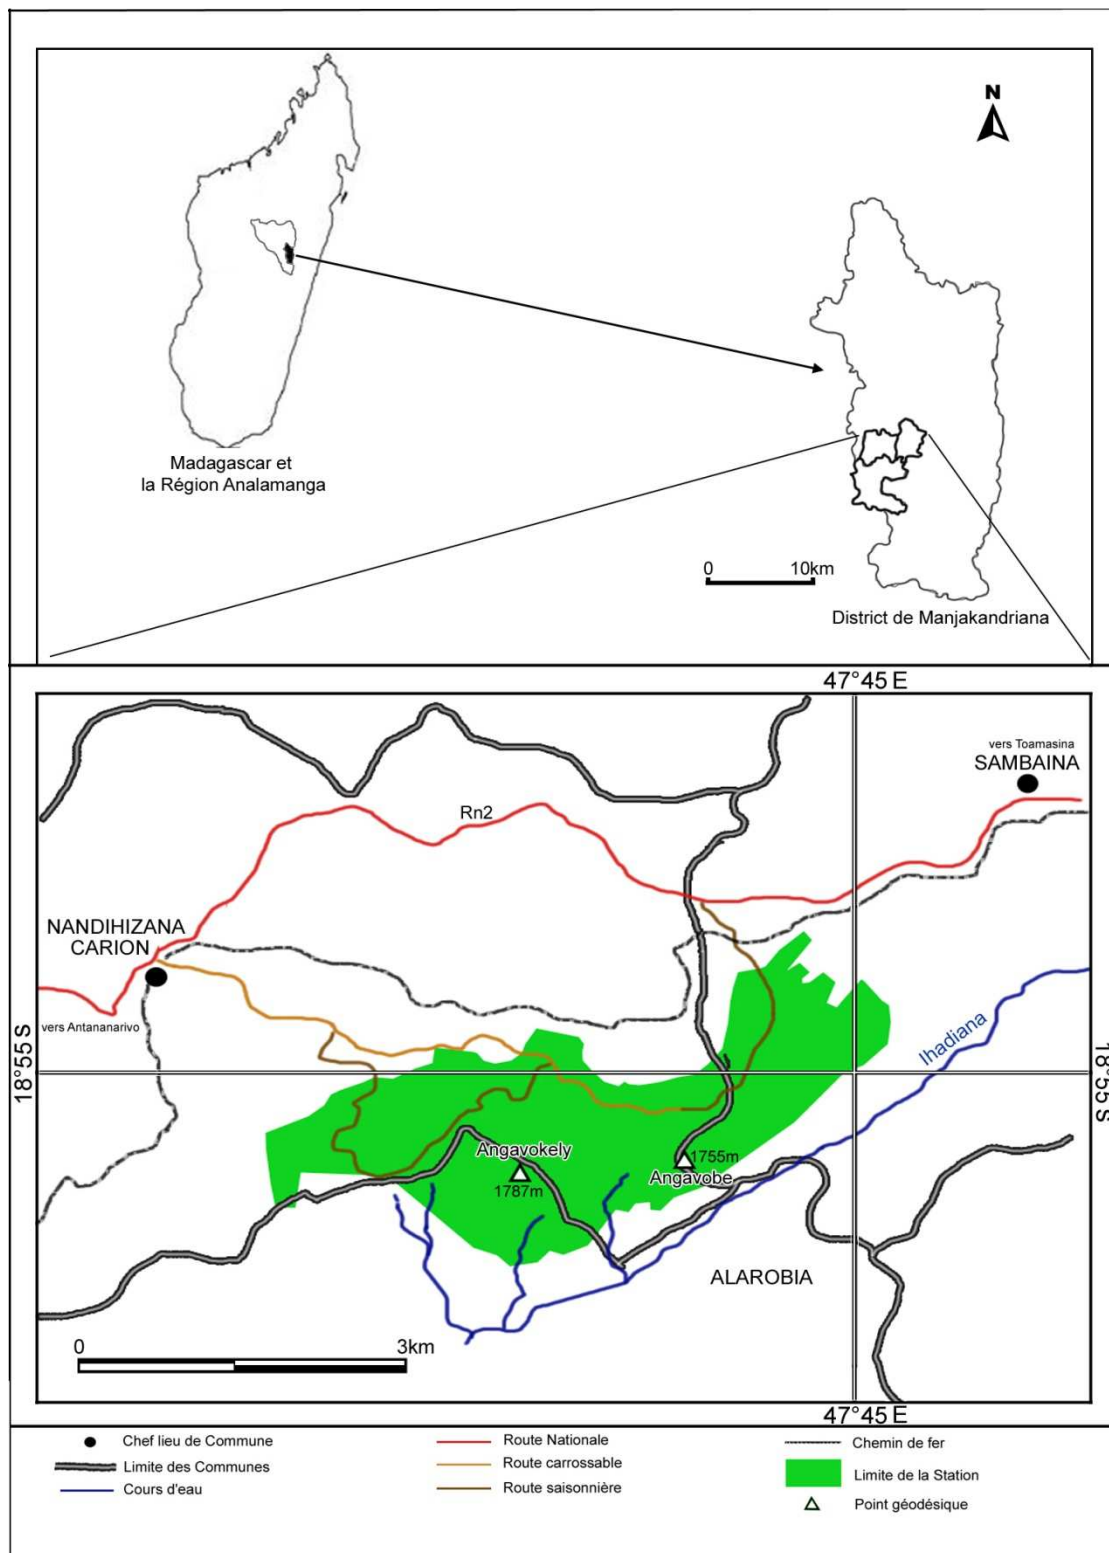 N
Madagascar et
la Région Analamanga
0 10km
District de Manjakandriana
47°45 E
vers Toamasina
SAMBAINA
Rn2
NANDIHIZANA
CARION
vers Antananarivo
18°55 S
18°55 S
Ihadiana
Angavokely
1787m
1755m
Angavobe
ALAROBIA
0 3km
47°45 E
Chef lieu de Commune
Limite des Communes
Cours d'eau
Route Nationale
Route carrossable
Route saisonnière
Chemin de fer
Limite de la Station
Point géodésique